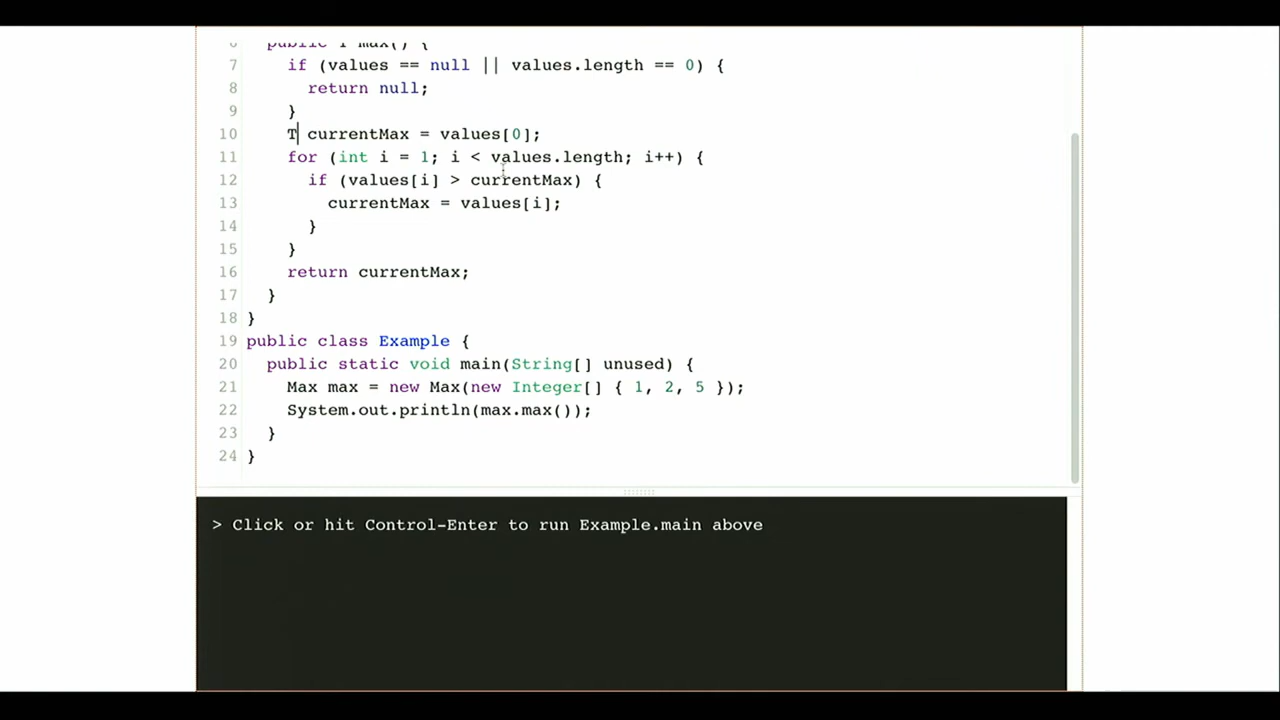 6 public T max() {
7 if (values == null || values.length == 0) {
8 return null;
9 }
10 T currentMax = values[0];
11 for (int i = 1; i < values.length; i++) {
12 if (values[i] > currentMax) {
13 currentMax = values[i];
14 }
15 }
16 return currentMax;
17 }
18 }
19 public class Example {
20 public static void main(String[] unused) {
21 Max max = new Max(new Integer[] { 1, 2, 5 });
22 System.out.println(max.max());
23 }
24 }
> Click or hit Control-Enter to run Example.main above